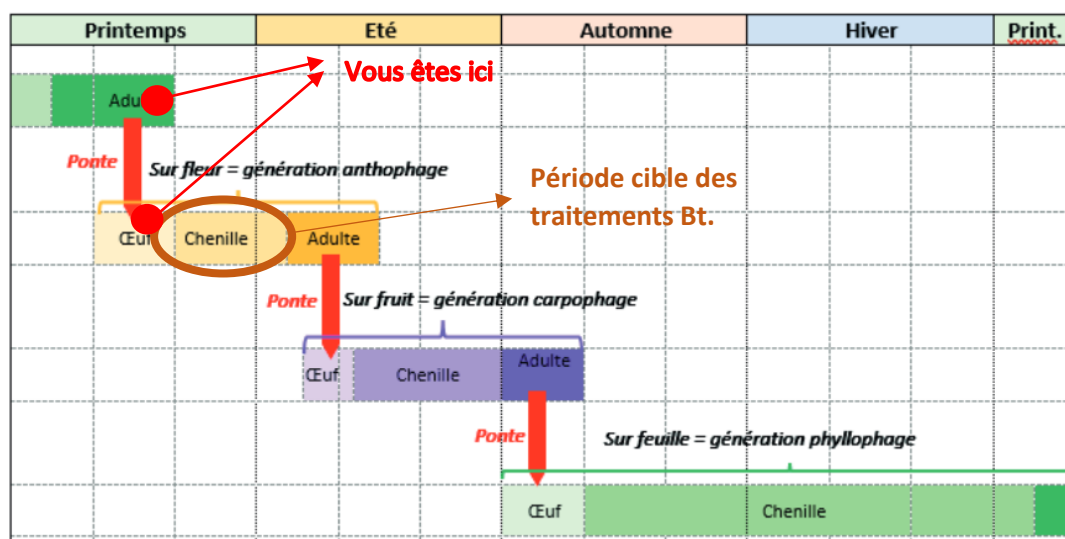 Printemps Eté Automne Hiver Print.
Vous êtes ici
Adulte
Ponte
Sur fleur = génération anthophage
Période cible des
traitements Bt.
Œuf Chenille Adulte
Ponte
Sur fruit = génération carpophage
Œuf Chenille Adulte
Ponte
Sur feuille = génération phyllophage
Œuf Chenille